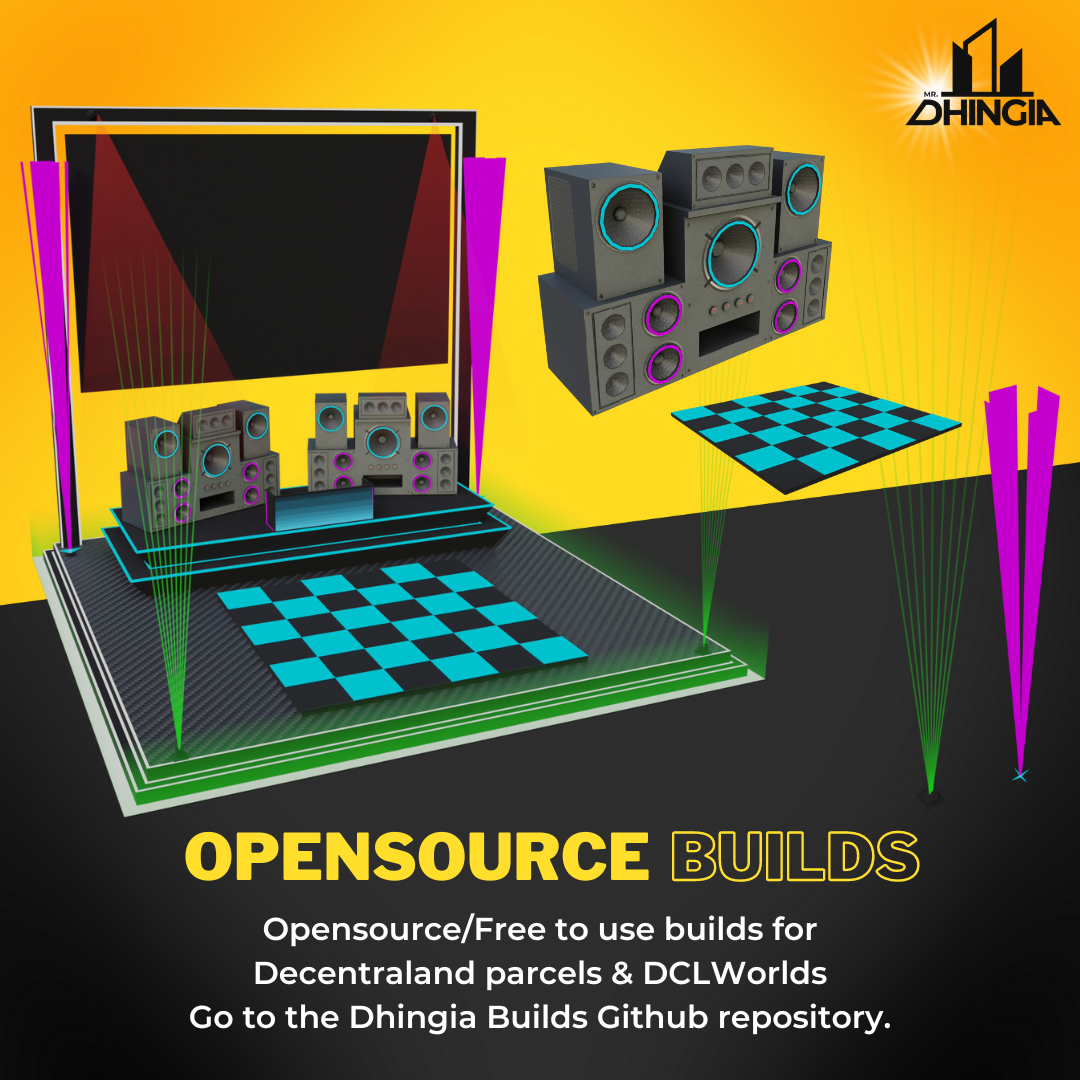 MR.
DHINGIA
OPENSOURCE BUILDS
Opensource/Free to use builds for
Decentraland parcels & DCLWorlds
Go to the Dhingia Builds Github repository.